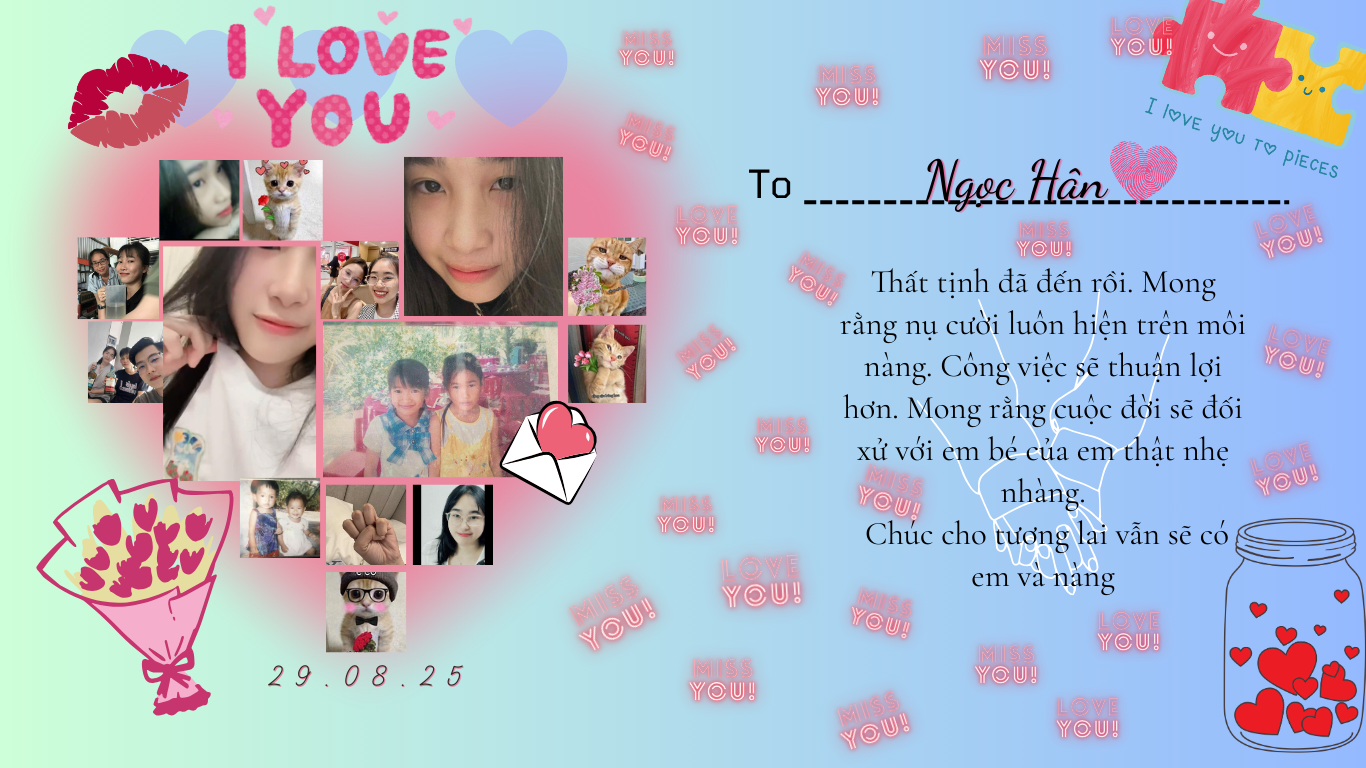 I LOVE
YOU
29.08.25
To Ngọc Hân
Thất tịnh đã đến rồi. Mong
rằng nụ cười luôn hiện trên môi
nàng. Công việc sẽ thuận lợi
hơn. Mong rằng cuộc đời sẽ đối
xử với em bé của em thật nhẹ
nhàng.
Chúc cho tương lai vẫn sẽ có
em và nàng
I LOVE YOU TO PIECES
MISS
YOU!
MISS
YOU!
MISS
YOU!
LOVE
YOU!
MISS
YOU!
LOVE
YOU!
MISS
YOU!
LOVE
YOU!
MISS
YOU!
MISS
YOU!
LOVE
YOU!
MISS
YOU!
LOVE
YOU!
MISS
YOU!
MISS
YOU!
LOVE
YOU!
MISS
YOU!
MISS
YOU!
LOVE
YOU!
MISS
YOU!
MISS
YOU!
LOVE
YOU!
MISS
YOU!